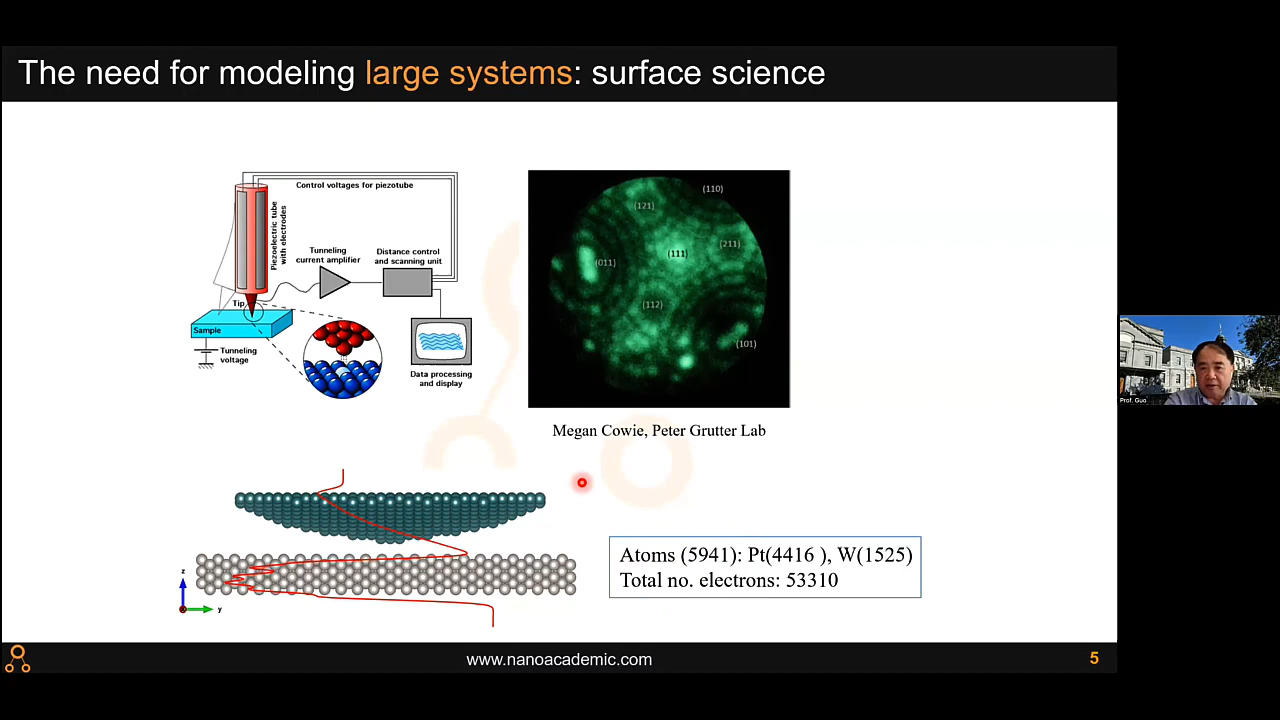 The need for modeling large systems: surface science
Control voltages for piezotube
Piezoelectric tube
with electrodes
Tunneling
current amplifier
Distance control
and scanning unit
Tip
Sample
Tunneling
voltage
Data processing
and display
(110)
(121)
(211)
(111)
(011)
(112)
(101)
Megan Cowie, Peter Grutter Lab
Atoms (5941): Pt(4416 ), W(1525)
Total no. electrons: 53310
z
y
www.nanoacademic.com
5
Prof. Guo